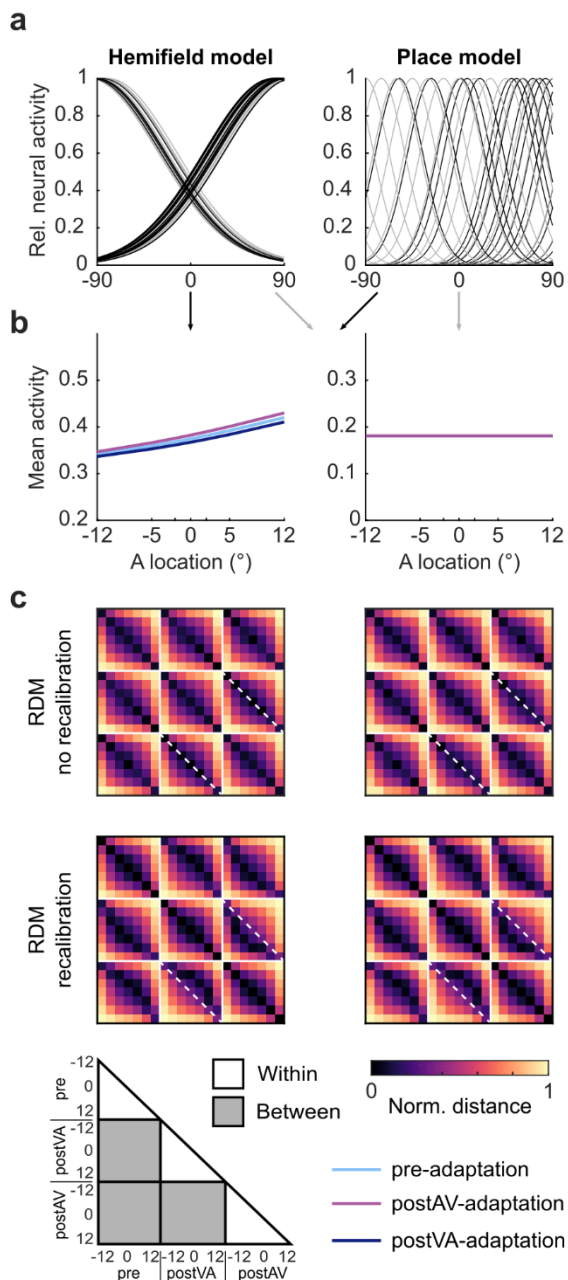 a
Hemifield model
Place model
Rel. neural activity
1
0.8
0.6
0.4
0.2
0
-90
0
90
1
0.8
0.6
0.4
0.2
0
-90
0
90
b
Mean activity
0.5
0.4
0.3
0.2
-12
-5
0
5
12
A location (°)
0.3
0.2
0.1
0
-12
-5
0
5
12
A location (°)
c
RDM
no recalibration
RDM
recalibration
pre
postVA
postAV
-12
0
12
-12
0
12
-12
0
12
-12 0 12 -12 0 12 -12 0 12
pre
postVA
postAV
Within
Between
0
1
Norm. distance
pre-adaptation
postAV-adaptation
postVA-adaptation